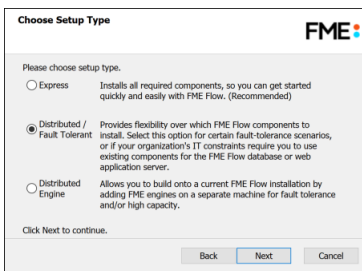 Choose Setup Type
FME
Please choose setup type.
Express
Installs all required components, so you can get started
quickly and easily with FME Flow. (Recommended)
Distributed /
Fault Tolerant
Provides flexibility over which FME Flow components to
install. Select this option for certain fault-tolerance scenarios,
or if your organization's IT constraints require you to use
existing components for the FME Flow database or web
application server.
Distributed
Engine
Allows you to build onto a current FME Flow installation by
adding FME engines on a separate machine for fault tolerance
and/or high capacity.
Click Next to continue.
Back
Next
Cancel